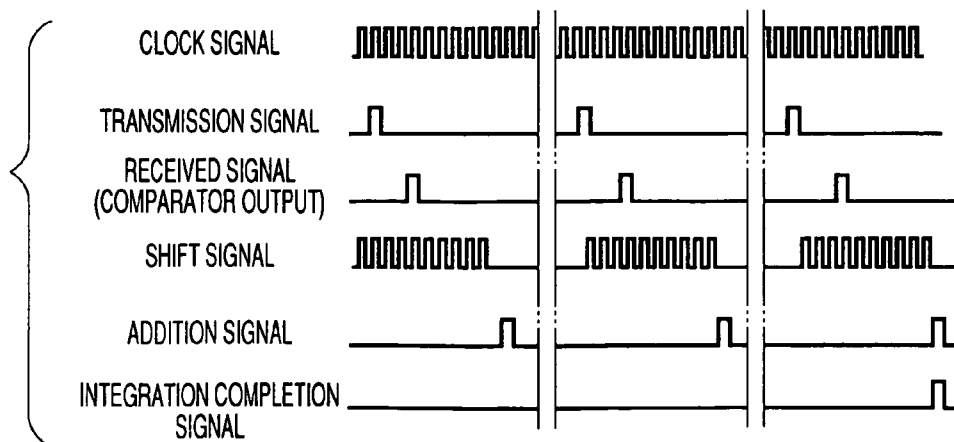 CLOCK SIGNAL
TRANSMISSION SIGNAL
RECEIVED SIGNAL
(COMPARATOR OUTPUT)
SHIFT SIGNAL
ADDITION SIGNAL
INTEGRATION COMPLETION
SIGNAL